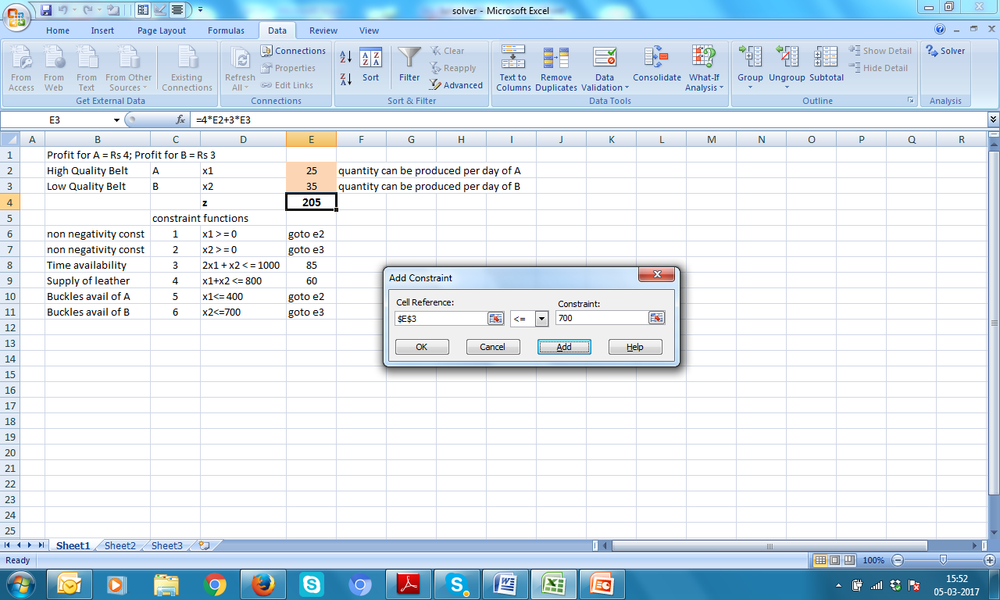 solver - Microsoft Excel
Home Insert Page Layout Formulas Data Review View
From Access From Web From Text From Other Sources Existing Connections
Get External Data
Refresh All Connections Properties Edit Links
Connections
Sort Filter Clear Reapply Advanced
Sort & Filter
Text to Columns Remove Duplicates Data Validation Consolidate What-If Analysis
Data Tools
Group Ungroup Subtotal Show Detail Hide Detail
Outline
Solver
Analysis
E3 fx =4*E2+3*E3
A B C D E F G H I J K L M N O P Q R
1 Profit for A = Rs 4; Profit for B = Rs 3
2 High Quality Belt A x1 25 quantity can be produced per day of A
3 Low Quality Belt B x2 35 quantity can be produced per day of B
4 z 205
5 constraint functions
6 non negativity const 1 x1 > = 0 goto e2
7 non negativity const 2 x2 > = 0 goto e3
8 Time availability 3 2x1 + x2 < = 1000 85
9 Supply of leather 4 x1+x2 <= 800 60
10 Buckles avail of A 5 x1<= 400 goto e2
11 Buckles avail of B 6 x2<=700 goto e3
12
13
14
15
16
17
18
19
20
21
22
23
24
25
Add Constraint
Cell Reference: Constraint:
$E$3 <= 700
OK Cancel Add Help
Sheet1 Sheet2 Sheet3
Ready 100%
15:52
05-03-2017